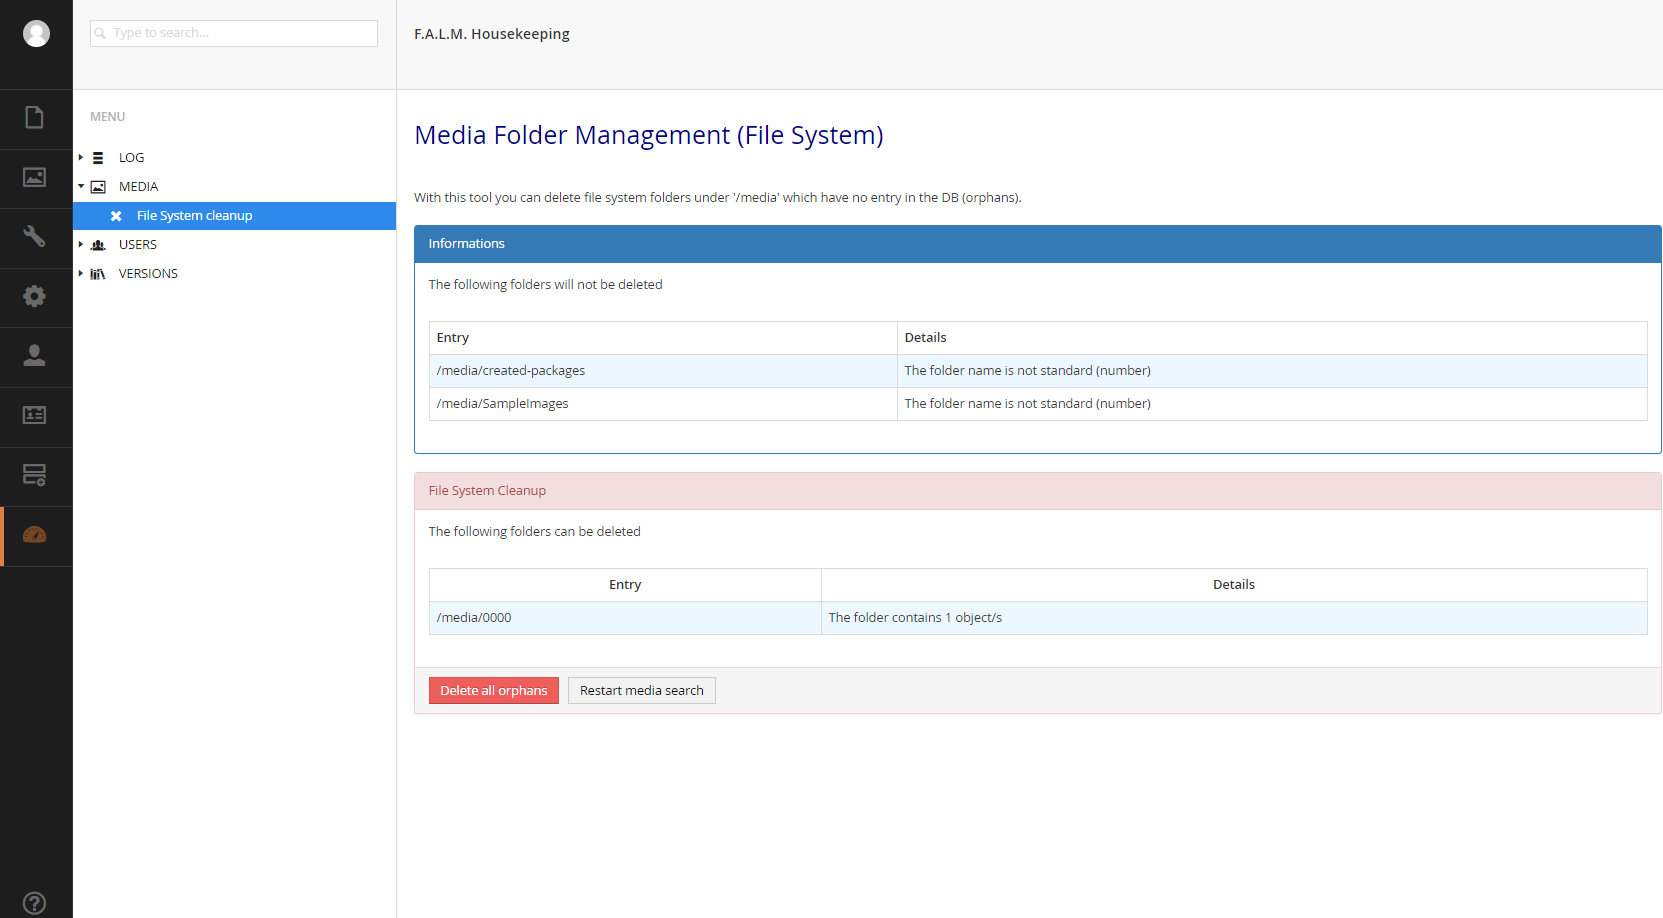 Type to search...
F.A.L.M. Housekeeping
MENU
LOG
MEDIA
File System cleanup
USERS
VERSIONS
Media Folder Management (File System)
With this tool you can delete file system folders under '/media' which have no entry in the DB (orphans).
Informations
The following folders will not be deleted
Entry Details
/media/created-packages The folder name is not standard (number)
/media/SampleImages The folder name is not standard (number)
File System Cleanup
The following folders can be deleted
Entry Details
/media/0000 The folder contains 1 object/s
Delete all orphans Restart media search